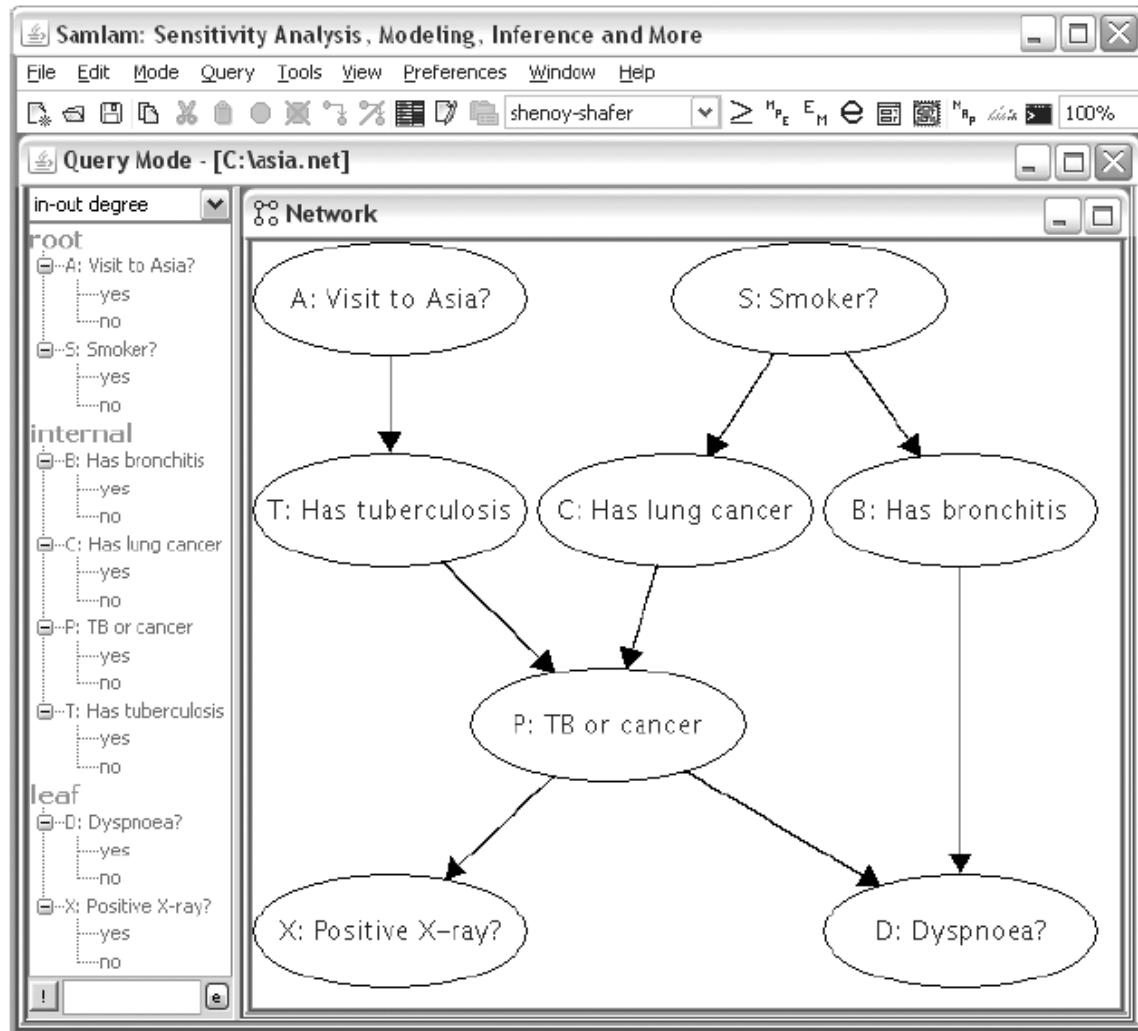 Samlam: Sensitivity Analysis, Modeling, Inference and More
File Edit Mode Query Tools View Preferences Window Help
shenoy-shafer 100%
Query Mode - [C:\asia.net]
in-out degree
root
A: Visit to Asia?
yes
no
S: Smoker?
yes
no
internal
B: Has bronchitis
yes
no
C: Has lung cancer
yes
no
P: TB or cancer
yes
no
T: Has tuberculosis
yes
no
leaf
D: Dyspnoea?
yes
no
X: Positive X-ray?
yes
no
! e
Network
A: Visit to Asia? S: Smoker?
T: Has tuberculosis C: Has lung cancer B: Has bronchitis
P: TB or cancer
X: Positive X-ray? D: Dyspnoea?